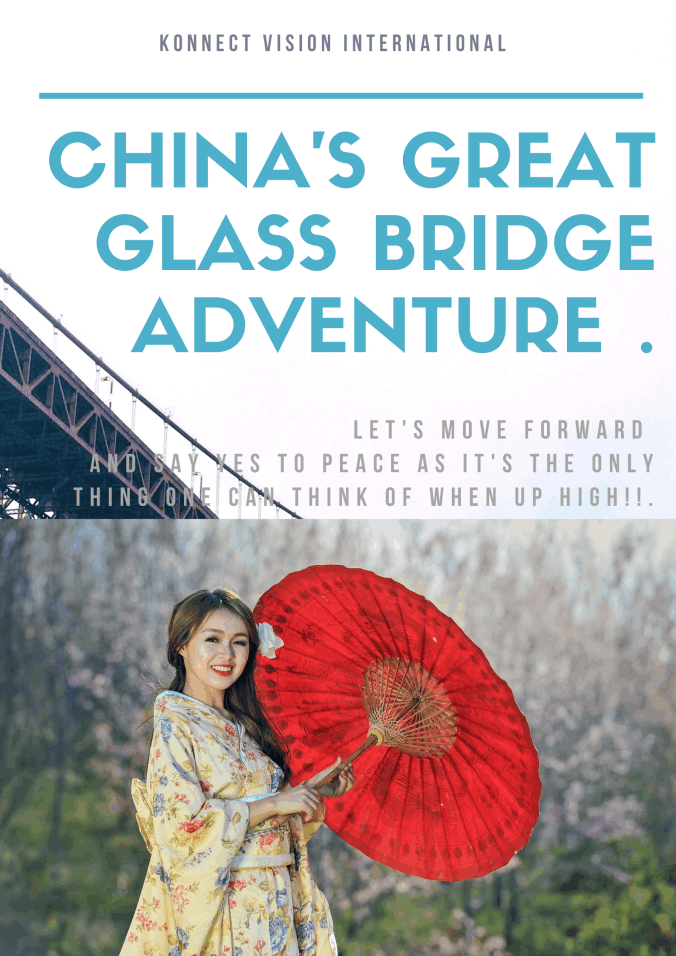 KONNECT VISION INTERNATIONAL
CHINA'S GREAT
GLASS BRIDGE
ADVENTURE .
LET'S MOVE FORWARD
AND SAY YES TO PEACE AS IT'S THE ONLY
THING ONE CAN THINK OF WHEN UP HIGH!!.